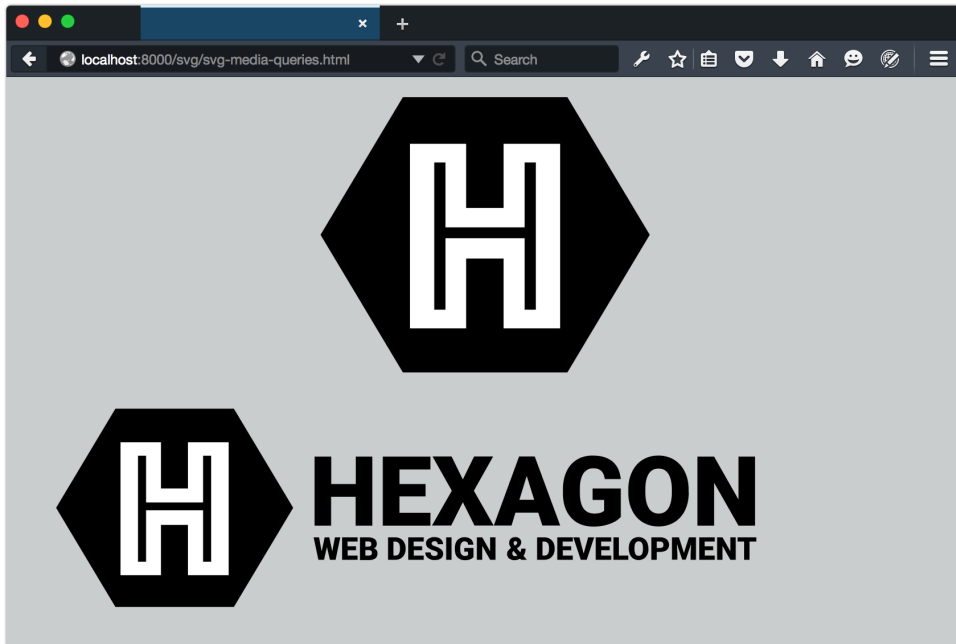 localhost:8000/svg/svg-media-queries.html
Search
H
H
HEXAGON
WEB DESIGN & DEVELOPMENT